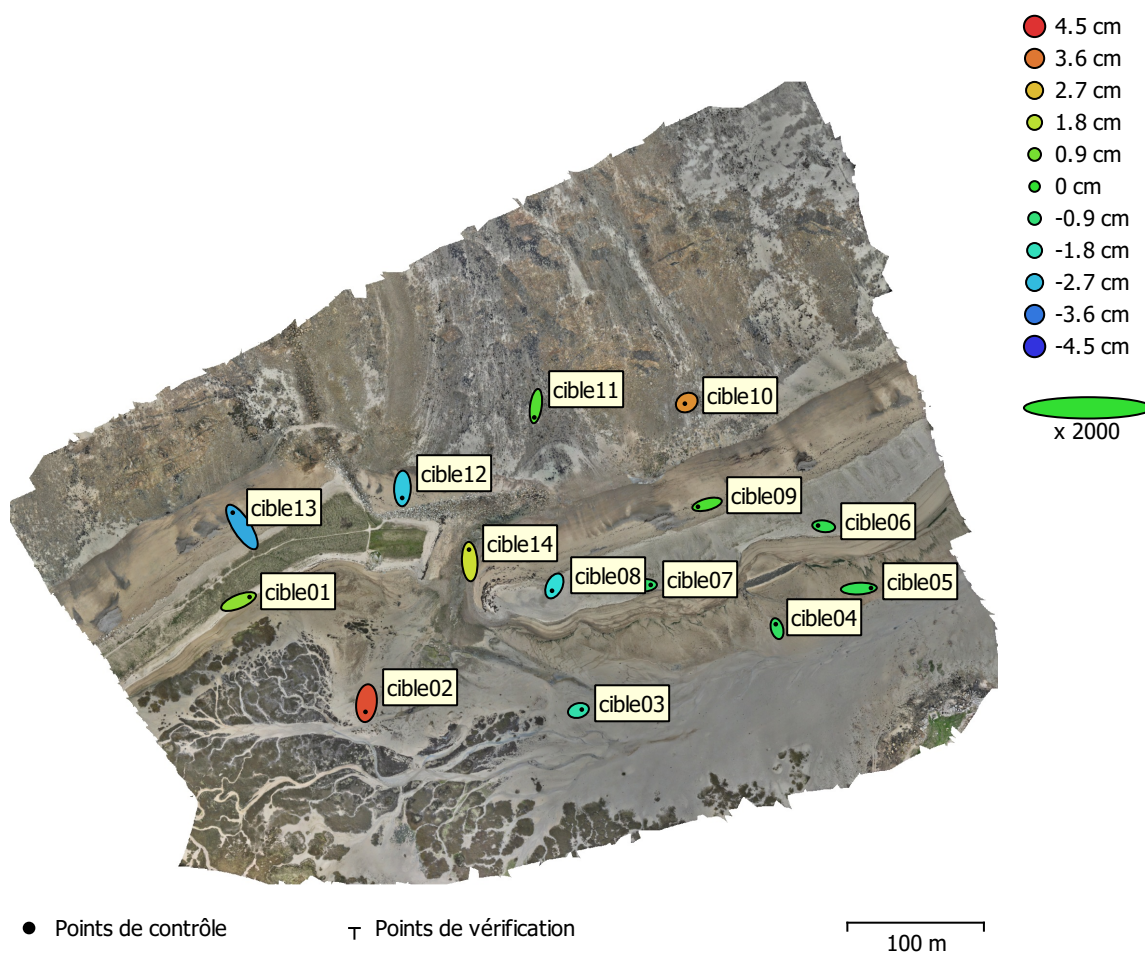 4.5 cm
3.6 cm
2.7 cm
1.8 cm
0.9 cm
0 cm
-0.9 cm
-1.8 cm
-2.7 cm
-3.6 cm
-4.5 cm
x 2000
cible11
cible10
cible12
cible13
cible09
cible06
cible14
cible08
cible07
cible05
cible01
cible04
cible02
cible03
Points de contrôle
Points de vérification
100 m